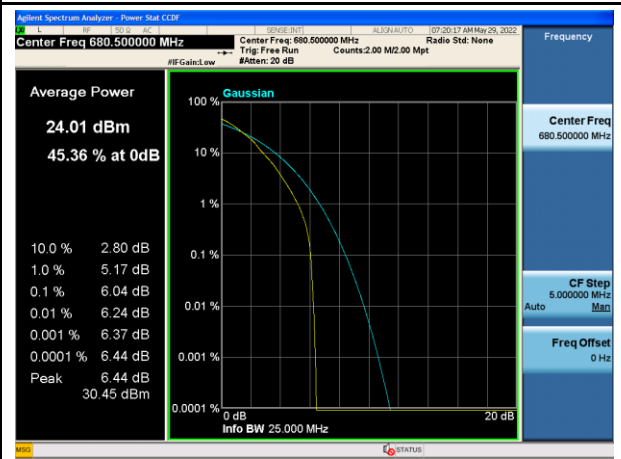 Agilent Spectrum Analyzer - Power Stat CCDF
L RF 50 Ω AC SENSE:INT ALIGN AUTO 07:20:17 AM May 29, 2022
Center Freq 680.500000 MHz
Center Freq: 680.500000 MHz Radio Std: None
Trig: Free Run Counts:2.00 M/2.00 Mpt
#IFGain:Low #Atten: 20 dB
Frequency
Average Power
24.01 dBm
45.36 % at 0dB
10.0 % 2.80 dB
1.0 % 5.17 dB
0.1 % 6.04 dB
0.01 % 6.24 dB
0.001 % 6.37 dB
0.0001 % 6.44 dB
Peak 6.44 dB
30.45 dBm
Gaussian
100 %
10 %
1 %
0.1 %
0.01 %
0.001 %
0.0001 %
0 dB 20 dB
Info BW 25.000 MHz
Center Freq
680.500000 MHz
CF Step
5.000000 MHz
Auto Man
Freq Offset
0 Hz
MSG STATUS